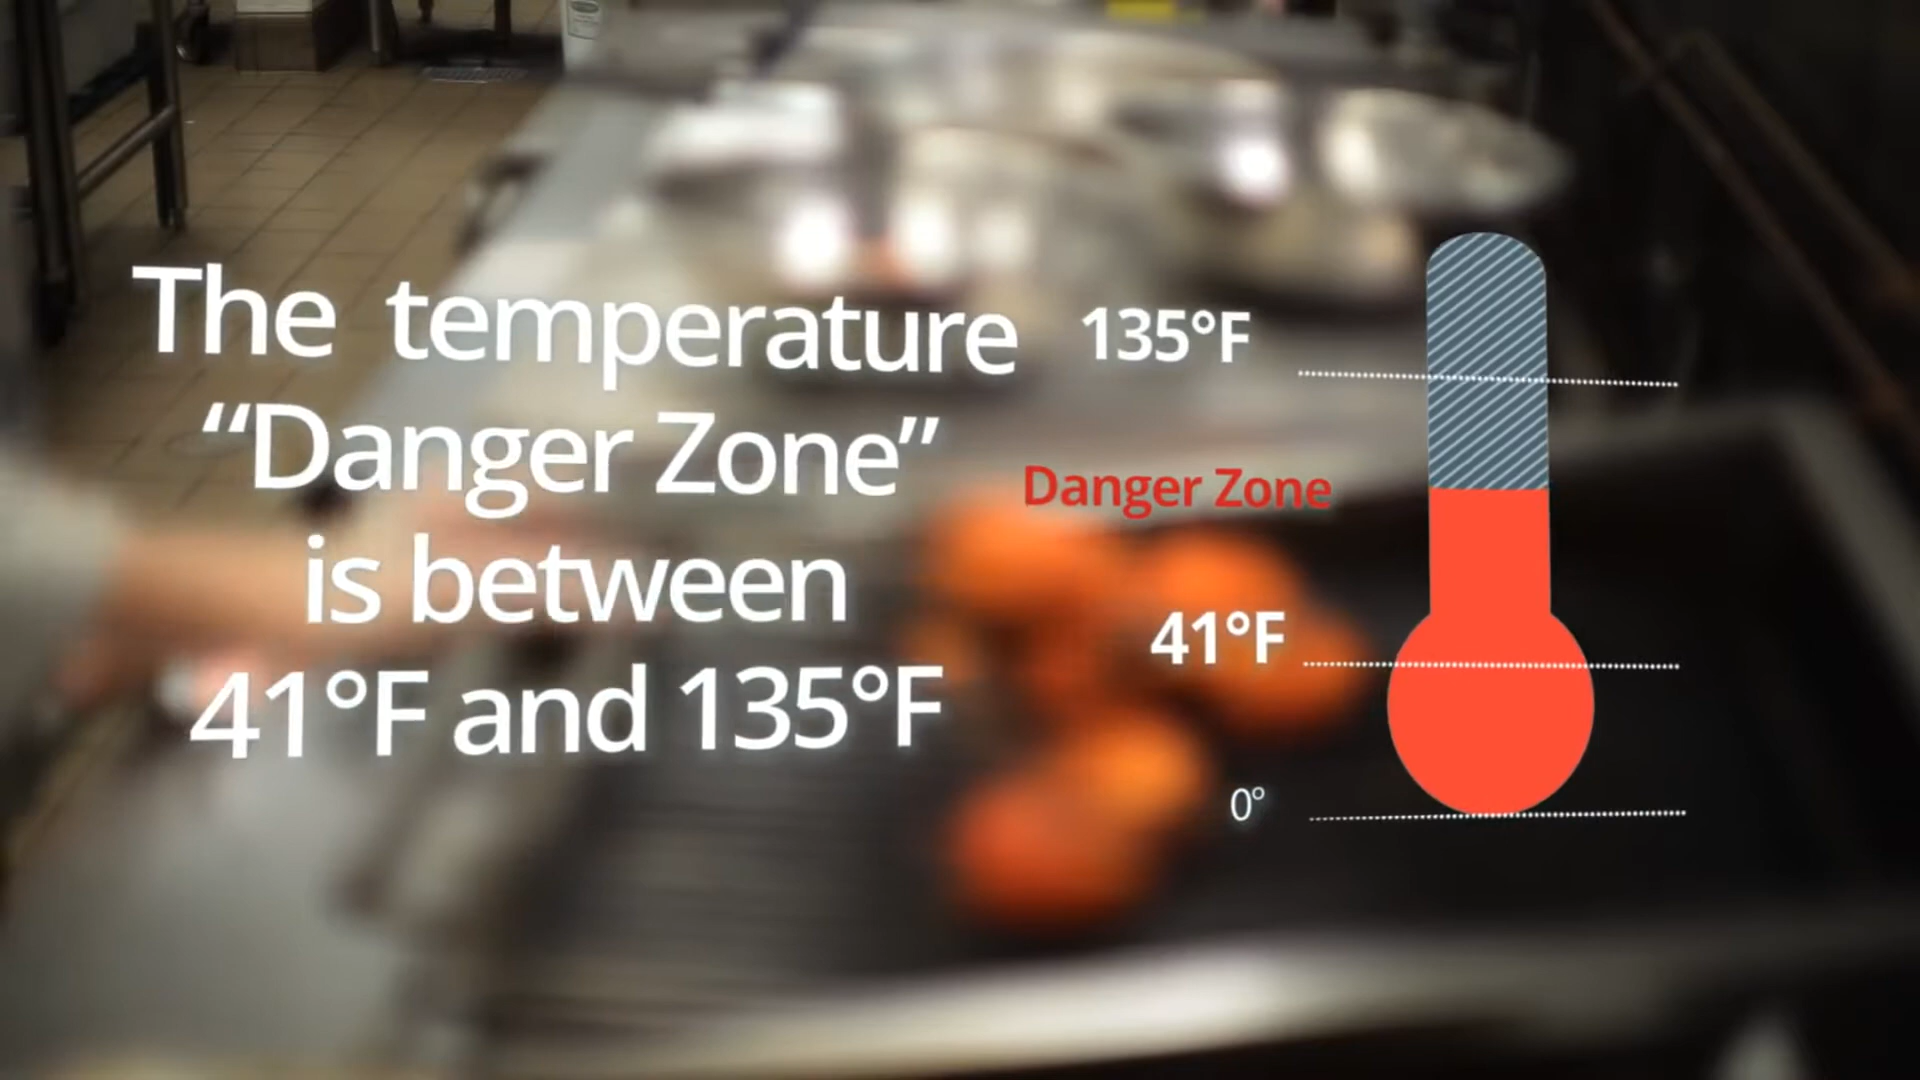 The temperature
“Danger Zone”
is between
41°F and 135°F
135°F
Danger Zone
41°F
0°